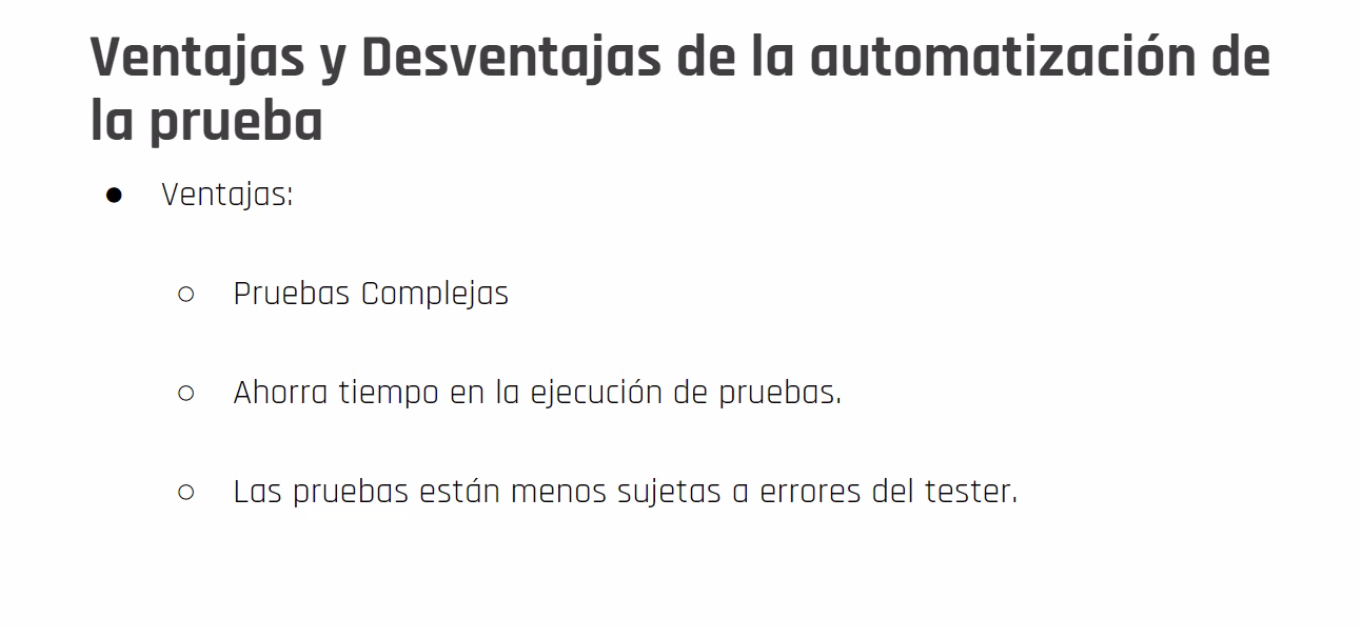 Ventajas y Desventajas de la automatización de
la prueba
● Ventajas:
○ Pruebas Complejas
○ Ahorra tiempo en la ejecución de pruebas.
○ Las pruebas están menos sujetas a errores del tester.